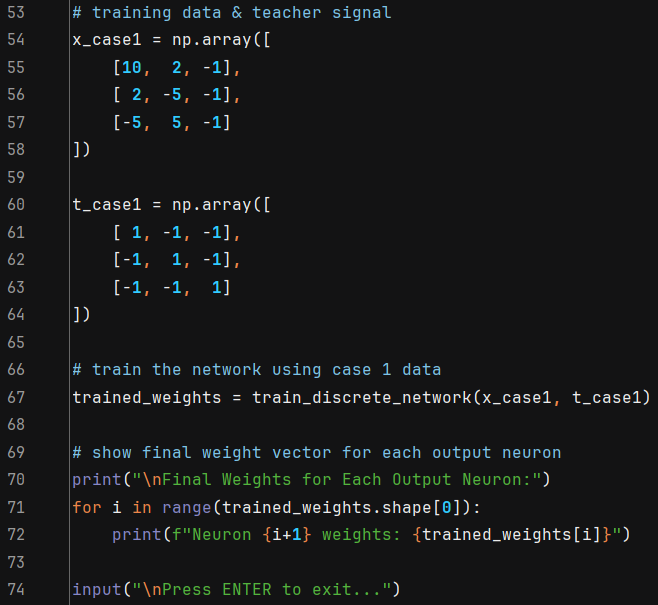 53 # training data & teacher signal
54 x_case1 = np.array([
55     [10,  2, -1],
56     [ 2, -5, -1],
57     [-5,  5, -1]
58 ])
59
60 t_case1 = np.array([
61     [ 1, -1, -1],
62     [-1,  1, -1],
63     [-1, -1,  1]
64 ])
65
66 # train the network using case 1 data
67 trained_weights = train_discrete_network(x_case1, t_case1)
68
69 # show final weight vector for each output neuron
70 print("\nFinal Weights for Each Output Neuron:")
71 for i in range(trained_weights.shape[0]):
72     print(f"Neuron {i+1} weights: {trained_weights[i]}")
73
74 input("\nPress ENTER to exit...")